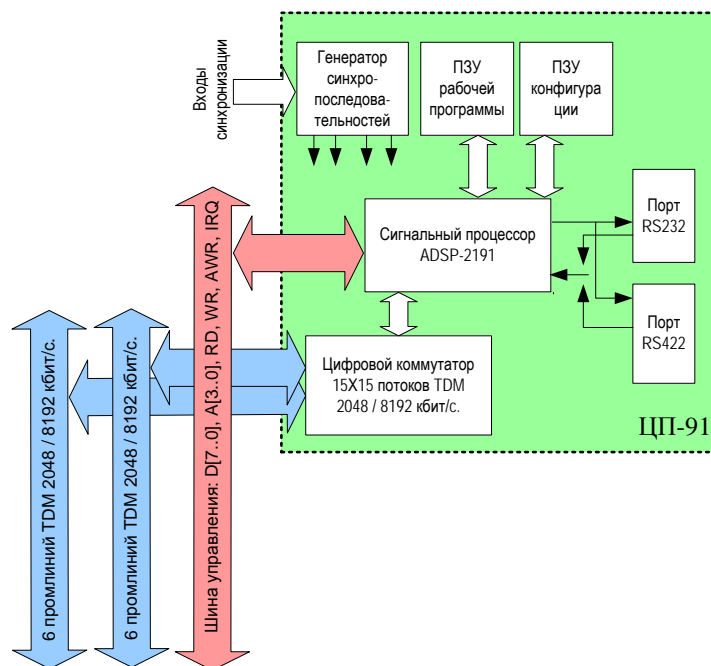 Входы
синхронизации
Генератор
синхро-
последова-
тельностей
ПЗУ
рабочей
программы
ПЗУ
конфигура
ции
Сигнальный процессор
ADSP-2191
Порт
RS232
Порт
RS422
Цифровой коммутатор
15X15 потоков TDM
2048 / 8192 кбит/с.
ЦП-91
6 промлиний TDM 2048 / 8192 кбит/с.
6 промлиний TDM 2048 / 8192 кбит/с.
Шина управления: D[7..0], A[3..0], RD, WR, AWR, IRQ